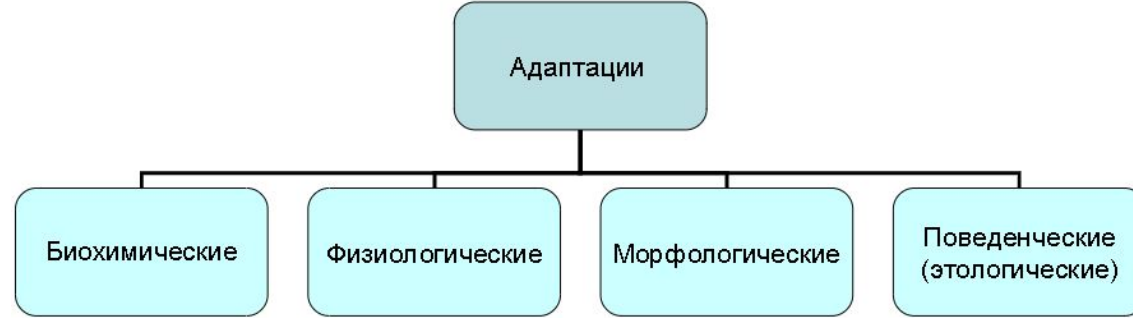 Адаптации
Биохимические
Физиологические
Морфологические
Поведенческие
(этологические)